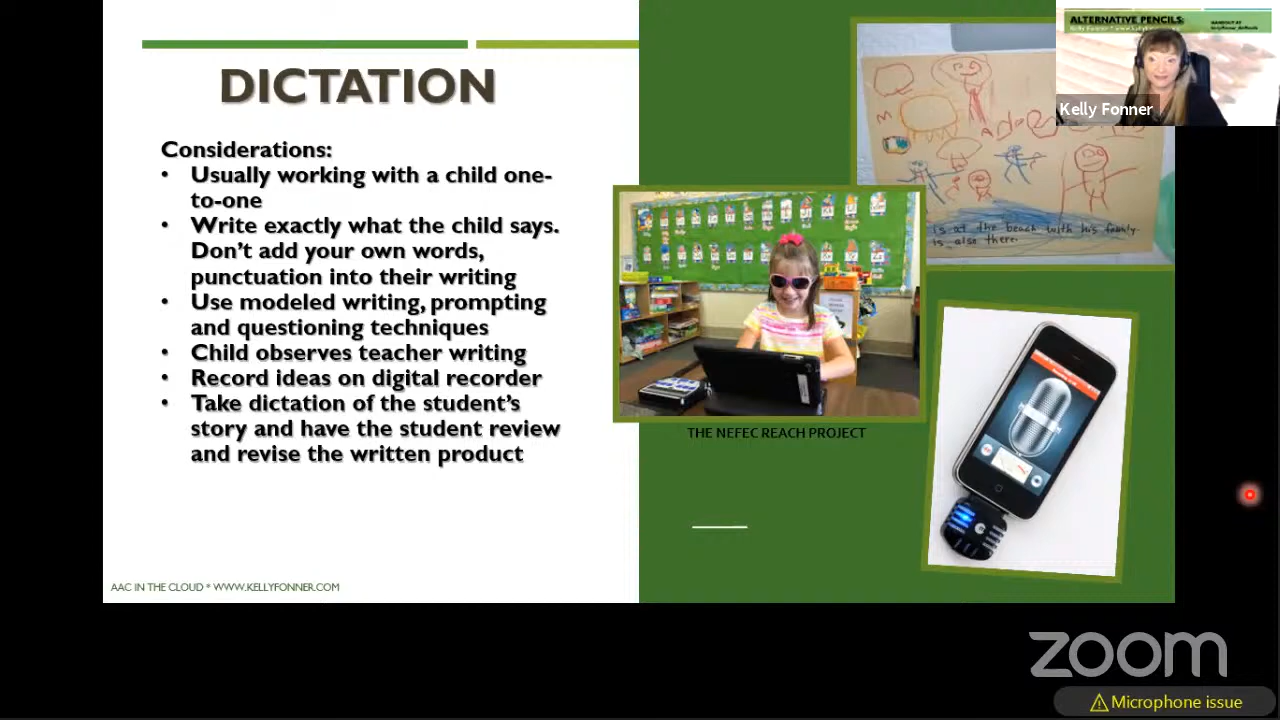 DICTATION
Considerations:
• Usually working with a child one-
to-one
• Write exactly what the child says.
Don't add your own words,
punctuation into their writing
• Use modeled writing, prompting
and questioning techniques
• Child observes teacher writing
• Record ideas on digital recorder
• Take dictation of the student's
story and have the student review
and revise the written product
AAC IN THE CLOUD * WWW.KELLYFONNER.COM
is at the beach with his family.
is also there.
THE NEFEC REACH PROJECT
ALTERNATIVE PENCILS:
Kelly Fonner
zoom
Microphone issue